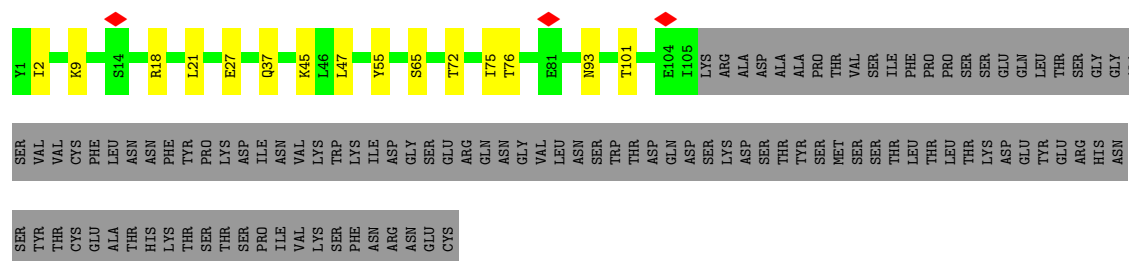 Y1 I2 K9 S14 R18 L21 E27 Q37 K45 L46 L47 Y55 S65 T72 I75 T76 E81 N93 T101 E104 I105 LYS ARG ALA ASP ALA ALA PRO THR VAL SER ILE PHE PRO PRO SER SER GLU GLN LEU THR SER GLY GLY
SER VAL VAL CYS PHE LEU ASN ASN PHE TYR PRO LYS ASP ILE ASN VAL LYS TRP LYS ILE ASP GLY SER GLU ARG GLN ASN GLY VAL LEU ASN SER TRP THR ASP GLN ASP SER LYS ASP SER THR TYR SER MET SER SER THR LEU THR LEU THR LYS ASP GLU TYR GLU ARG HIS ASN
SER TYR THR CYS GLU ALA THR HIS LYS THR SER THR SER PRO ILE VAL LYS SER PHE ASN ARG ASN GLU CYS